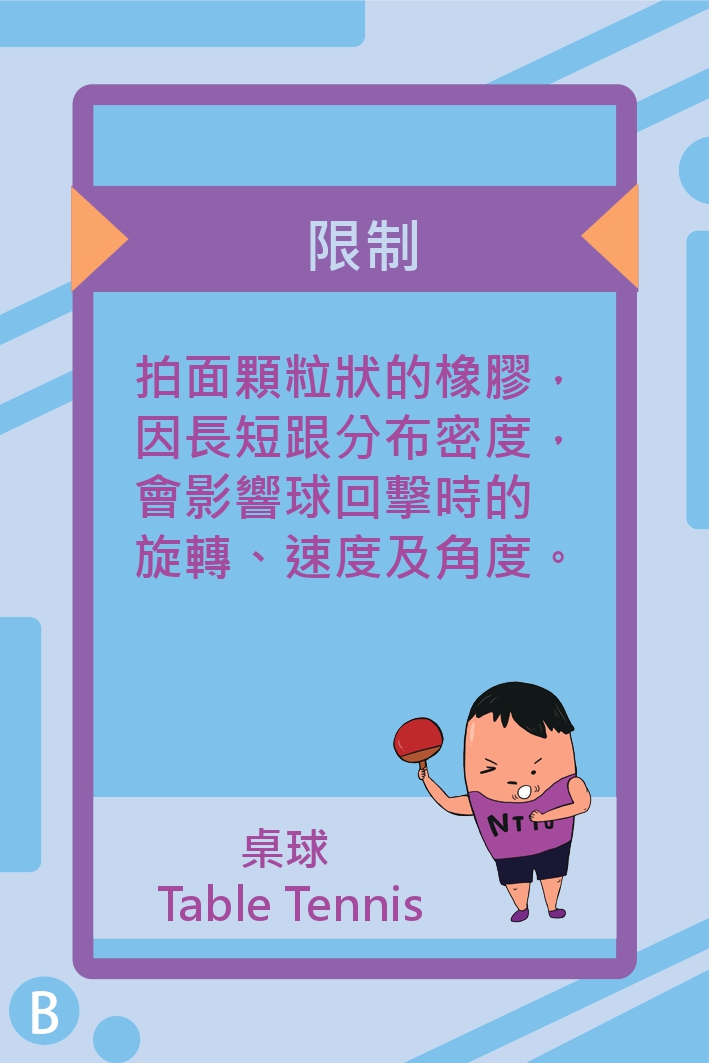 限制
拍面顆粒狀的橡膠，
因長短跟分布密度，
會影響球回擊時的
旋轉、速度及角度。
桌球
Table Tennis
NTTU
B